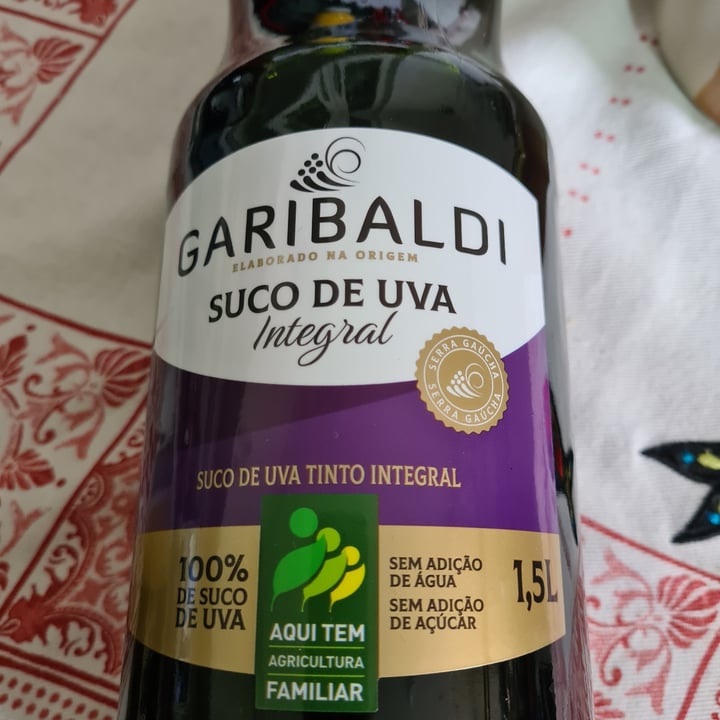 GARIBALDI
ELABORADO NA ORIGEM
SUCO DE UVA
Integral
SERRA GAÚCHA
SERRA GAÚCHA
SUCO DE UVA TINTO INTEGRAL
100%
DE SUCO
DE UVA
AQUI TEM
AGRICULTURA
FAMILIAR
SEM ADIÇÃO
DE ÁGUA
SEM ADIÇÃO
DE AÇÚCAR
1,5L